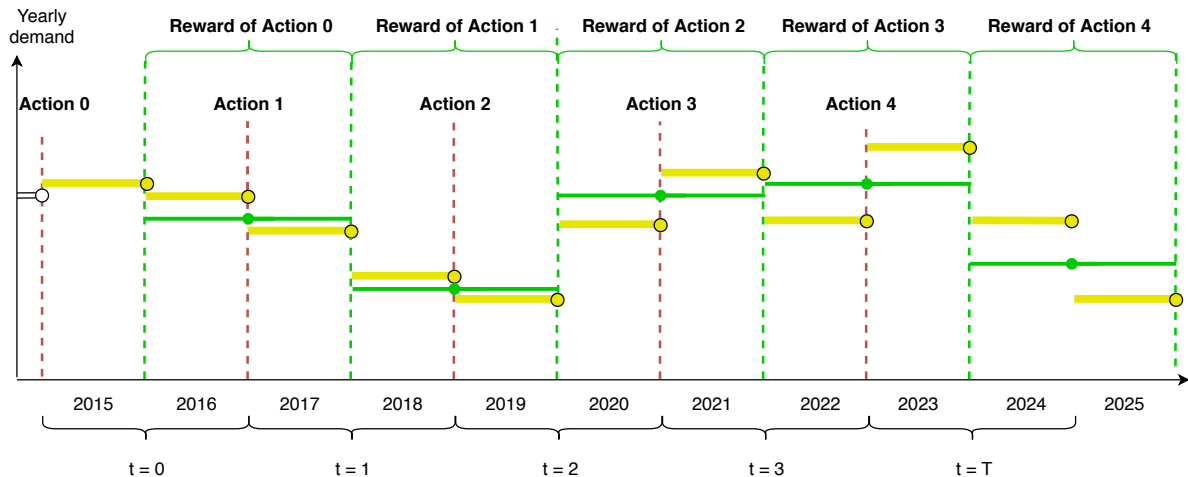 Yearly
demand
Reward of Action 0
Reward of Action 1
Reward of Action 2
Reward of Action 3
Reward of Action 4
Action 0
Action 1
Action 2
Action 3
Action 4
2015
2016
2017
2018
2019
2020
2021
2022
2023
2024
2025
t = 0
t = 1
t = 2
t = 3
t = T